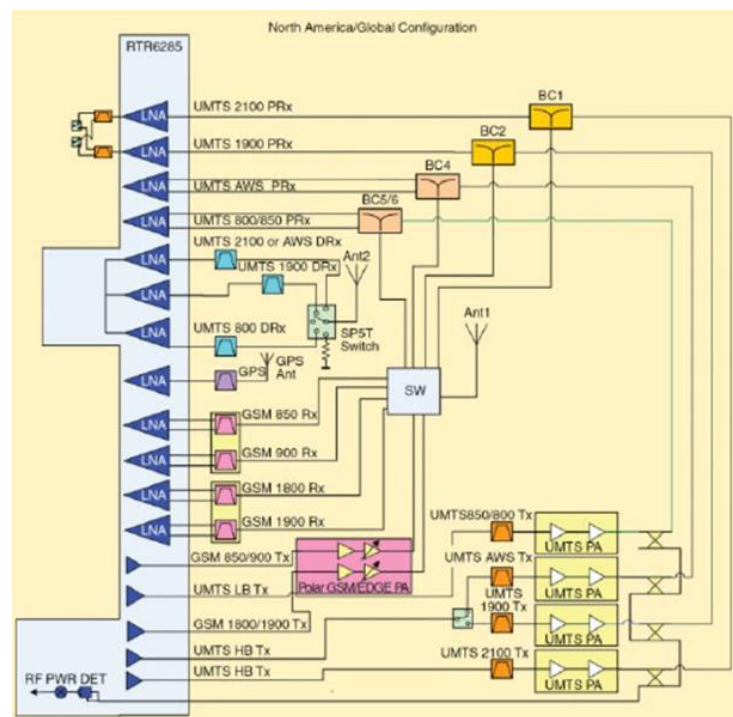 North America/Global Configuration
RTR6285
BC1
LNA
UMTS 2100 PRx
BC2
LNA
UMTS 1900 PRx
BC4
LNA
UMTS AWS PRx
BC5/6
LNA
UMTS 800/850 PRx
UMTS 2100 or AWS DRx
LNA
Ant2
UMTS 1900 DRx
LNA
Ant1
UMTS 800 DRx
LNA
SP5T
Switch
GPS
Ant
LNA
GPS
SW
GSM 850 Rx
LNA
GSM 900 Rx
LNA
GSM 1800 Rx
LNA
GSM 1900 Rx
LNA
UMTS850/800 Tx
UMTS PA
GSM 850/900 Tx
UMTS AWS Tx
Polar GSM/EDGE PA
UMTS LB Tx
UMTS PA
UMTS
1900 Tx
GSM 1800/1900 Tx
UMTS PA
UMTS HB Tx
UMTS 2100 Tx
UMTS HB Tx
RF PWR DET
UMTS PA